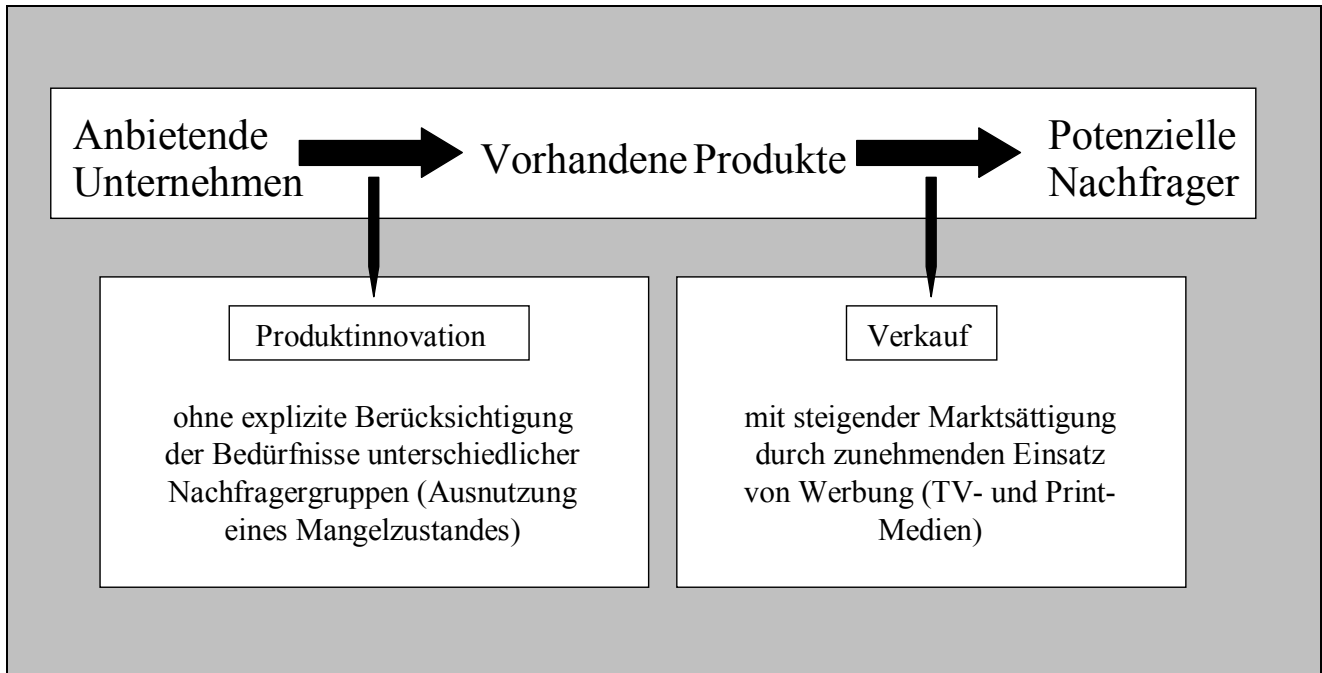 Anbietende
Unternehmen
Vorhandene Produkte
Potenzielle
Nachfrager
Produktinnovation
ohne explizite Berücksichtigung
der Bedürfnisse unterschiedlicher
Nachfragergruppen (Ausnutzung
eines Mangelzustandes)
Verkauf
mit steigender Marktsättigung
durch zunehmenden Einsatz
von Werbung (TV- und Print-
Medien)